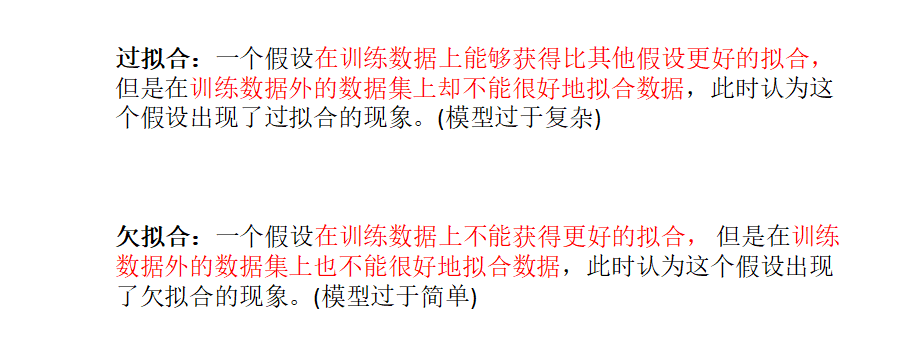 过拟合：一个假设在训练数据上能够获得比其他假设更好的拟合，
但是在训练数据外的数据集上却不能很好地拟合数据，此时认为这
个假设出现了过拟合的现象。(模型过于复杂)
欠拟合：一个假设在训练数据上不能获得更好的拟合， 但是在训练
数据外的数据集上也不能很好地拟合数据，此时认为这个假设出现
了欠拟合的现象。(模型过于简单)